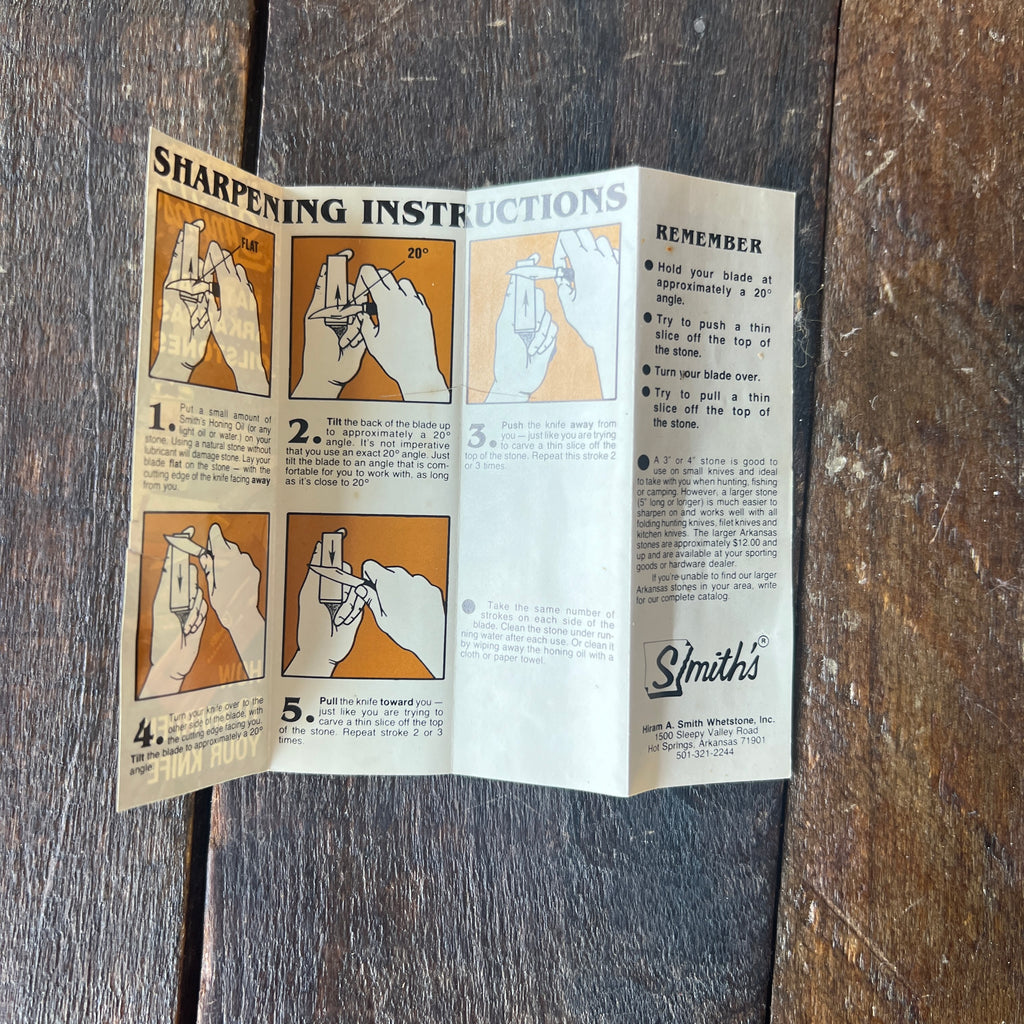 SHARPENING INSTRUCTIONS
FLAT
1. Put a small amount of
Smith's Honing Oil (or any
light oil or water) on your
stone. Using a natural stone without
lubricant will damage stone. Lay your
blade flat on the stone — with the
cutting edge of the knife facing away
from you.
20°
2. Tilt the back of the blade up
to approximately a 20°
angle. It's not imperative
that you use an exact 20° angle. Just
tilt the blade to an angle that is com-
fortable for you to work with, as long
as it's close to 20°
3. Push the knife away from
you — just like you are trying
to carve a thin slice off the
top of the stone. Repeat this stroke 2
or 3 times.
4. Turn your knife over to the
other side of the blade, with
the cutting edge facing you.
Tilt the blade to approximately a 20°
angle.
5. Pull the knife toward you —
just like you are trying to
carve a thin slice off the top
of the stone. Repeat stroke 2 or 3
times.
● Take the same number of
strokes on each side of the
blade. Clean the stone under run-
ning water after each use. Or clean it
by wiping away the honing oil with a
cloth or paper towel.
REMEMBER
● Hold your blade at
approximately a 20°
angle.
● Try to push a thin
slice off the top of
the stone.
● Turn your blade over.
● Try to pull a thin
slice off the top of
the stone.
● A 3" or 4" stone is good to
use on small knives and ideal
to take with you when hunting, fishing
or camping. However, a larger stone
(5" long or longer) is much easier to
sharpen on and works well with all
folding hunting knives, filet knives and
kitchen knives. The larger Arkansas
stones are approximately $12.00 and
up and are available at your sporting
goods or hardware dealer.
If you're unable to find our larger
Arkansas stones in your area, write
for our complete catalog.
Smith's®
Hiram A. Smith Whetstone, Inc.
1500 Sleepy Valley Road
Hot Springs, Arkansas 71901
501-321-2244